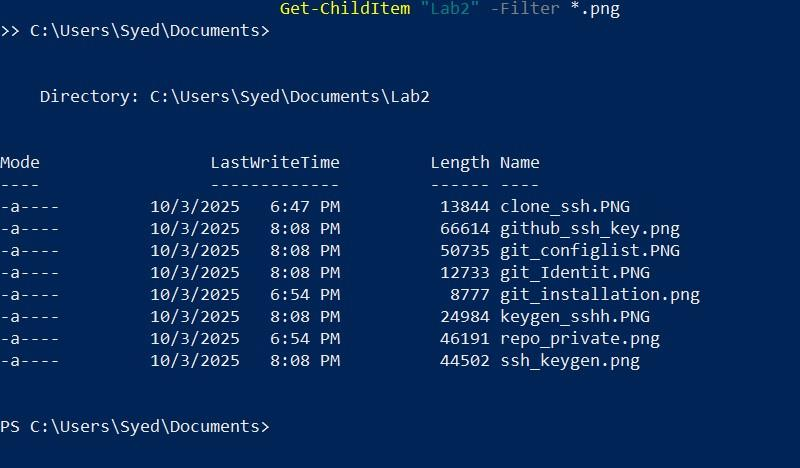 Get-ChildItem "Lab2" -Filter *.png
>> C:\Users\Syed\Documents>
Directory: C:\Users\Syed\Documents\Lab2
Mode LastWriteTime Length Name
---- ------------- ------ ----
-a---- 10/3/2025 6:47 PM 13844 clone_ssh.PNG
-a---- 10/3/2025 8:08 PM 66614 github_ssh_key.png
-a---- 10/3/2025 8:08 PM 50735 git_configlist.PNG
-a---- 10/3/2025 8:08 PM 12733 git_Identit.PNG
-a---- 10/3/2025 6:54 PM 8777 git_installation.png
-a---- 10/3/2025 8:08 PM 24984 keygen_sshh.PNG
-a---- 10/3/2025 6:54 PM 46191 repo_private.png
-a---- 10/3/2025 8:08 PM 44502 ssh_keygen.png
PS C:\Users\Syed\Documents>